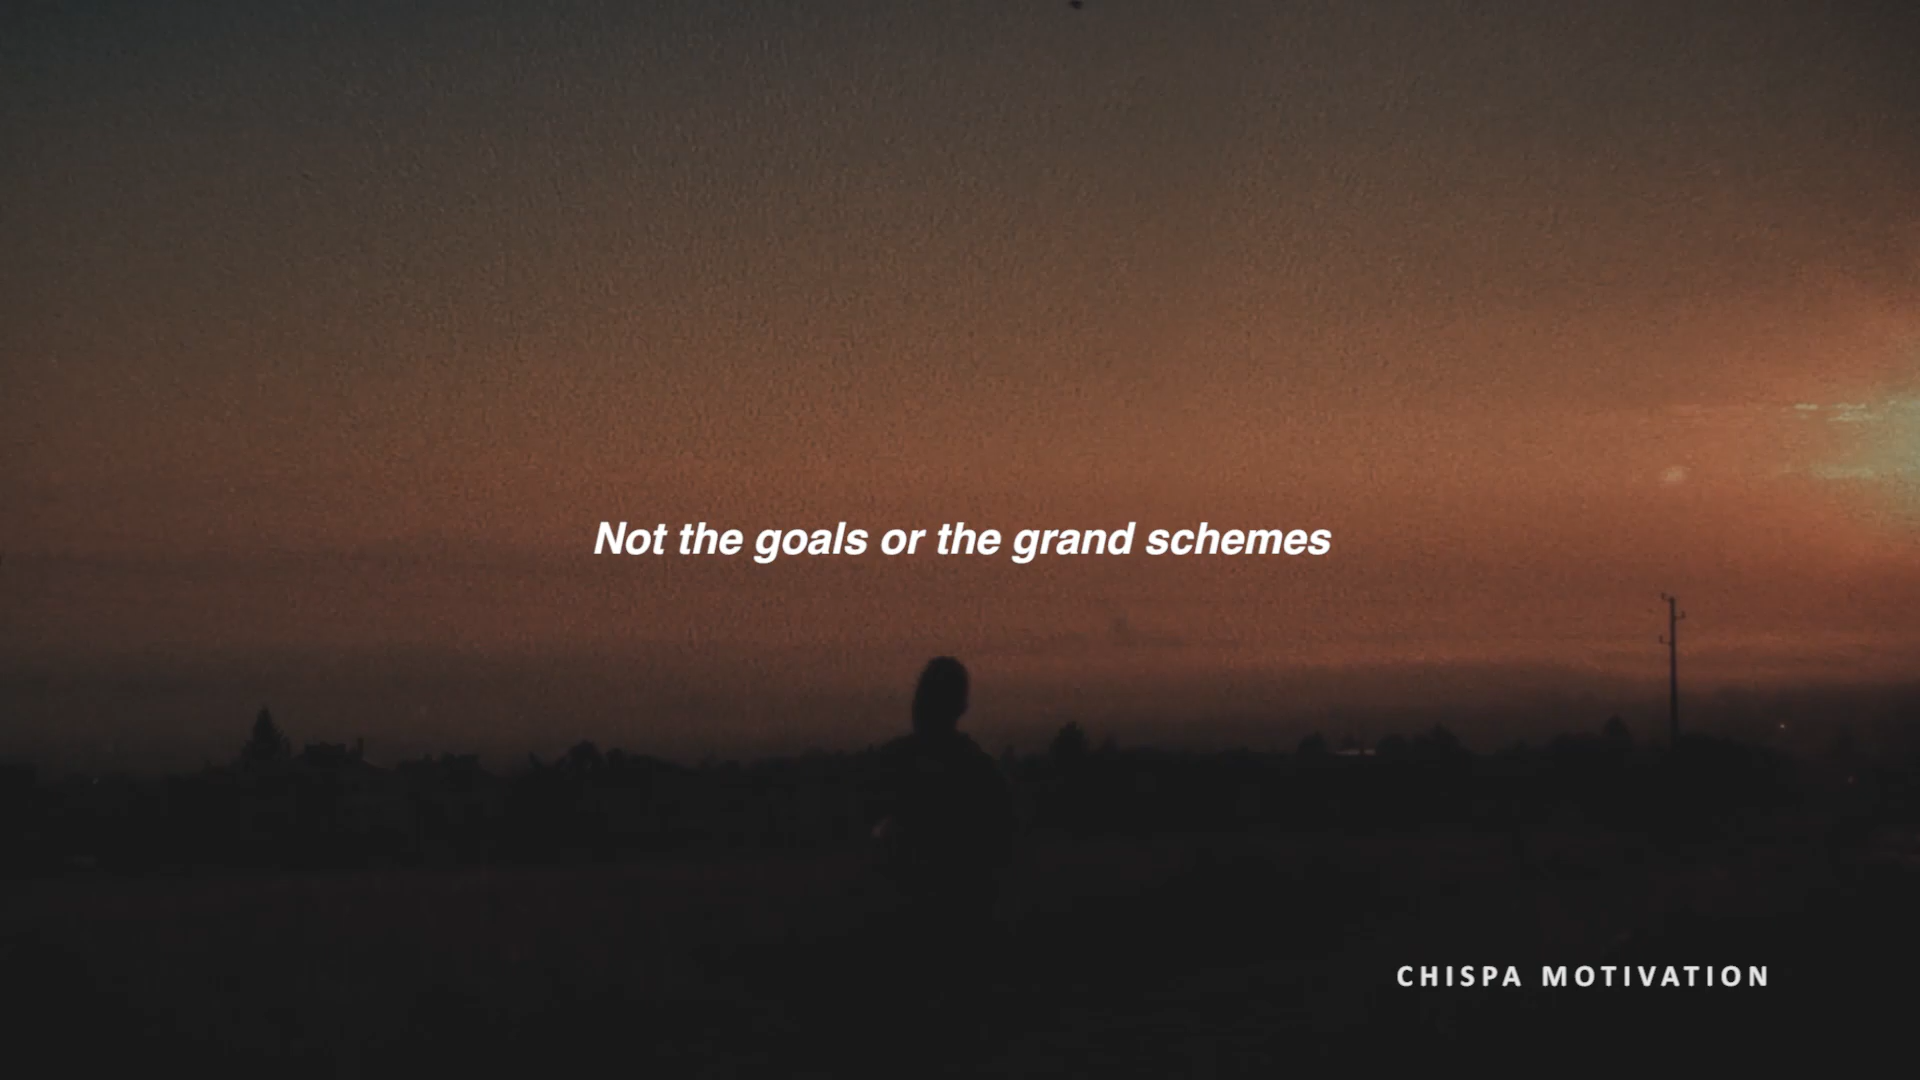 Not the goals or the grand schemes
CHISPA MOTIVATION